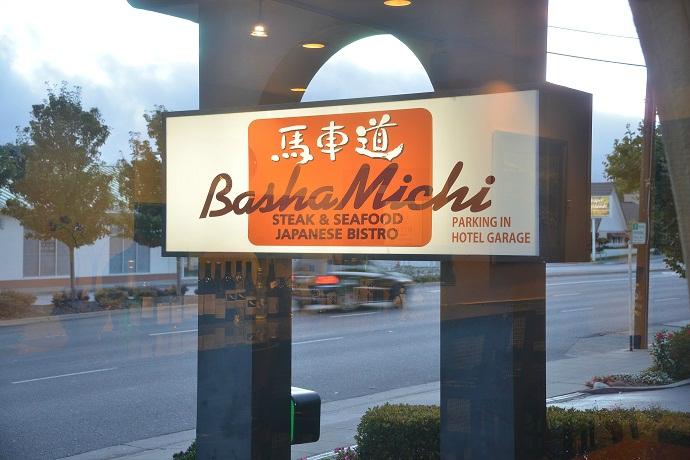 馬車道
BashaMichi
STEAK & SEAFOOD
JAPANESE BISTRO
PARKING IN
HOTEL GARAGE